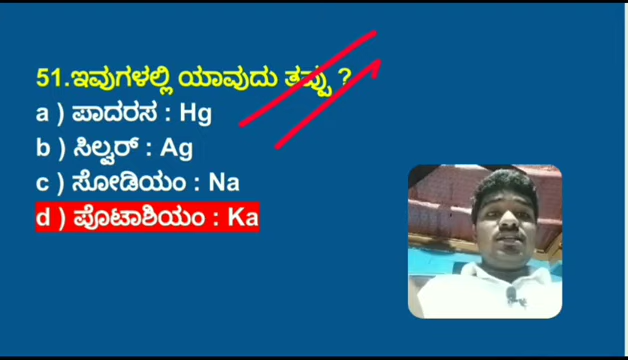 51.ಇವುಗಳಲ್ಲಿ ಯಾವುದು ತಪ್ಪು ?
a ) ಪಾದರಸ : Hg
b ) ಸಿಲ್ವರ್ : Ag
c ) ಸೋಡಿಯಂ : Na
d ) ಪೊಟಾಶಿಯಂ : Ka